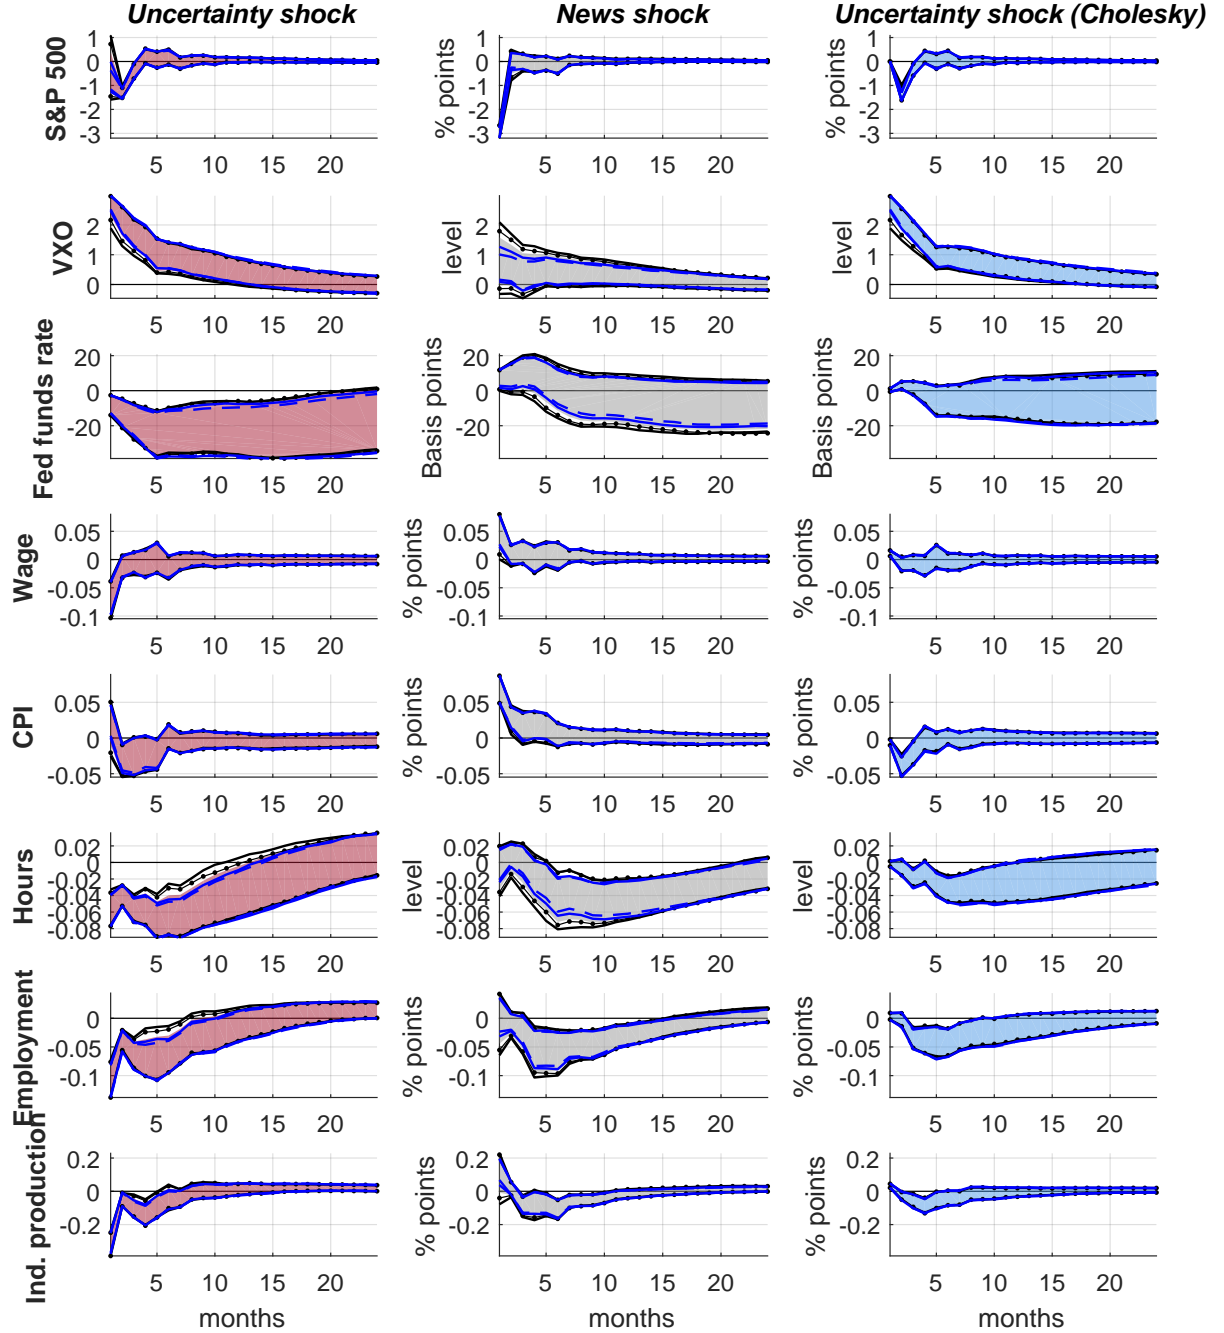 Uncertainty shock
News shock
Uncertainty shock (Cholesky)
S&P 500
1
0
-1
-2
-3
5 10 15 20
% points
1
0
-1
-2
-3
5 10 15 20
% points
1
0
-1
-2
-3
5 10 15 20
VXO
2
1
0
5 10 15 20
level
2
1
0
5 10 15 20
level
2
1
0
5 10 15 20
Fed funds rate
20
0
-20
5 10 15 20
Basis points
20
0
-20
5 10 15 20
Basis points
20
0
-20
5 10 15 20
Wage
0.05
0
-0.05
-0.1
5 10 15 20
% points
0.05
0
-0.05
-0.1
5 10 15 20
% points
0.05
0
-0.05
-0.1
5 10 15 20
CPI
0.05
0
-0.05
5 10 15 20
% points
0.05
0
-0.05
5 10 15 20
% points
0.05
0
-0.05
5 10 15 20
Hours
0.02
0
-0.02
-0.04
-0.06
-0.08
5 10 15 20
level
0.02
0
-0.02
-0.04
-0.06
-0.08
5 10 15 20
level
0.02
0
-0.02
-0.04
-0.06
-0.08
5 10 15 20
Employment
0
-0.05
-0.1
5 10 15 20
% points
0
-0.05
-0.1
5 10 15 20
% points
0
-0.05
-0.1
5 10 15 20
Ind. production
0.2
0
-0.2
5 10 15 20
months
% points
0.2
0
-0.2
5 10 15 20
months
% points
0.2
0
-0.2
5 10 15 20
months